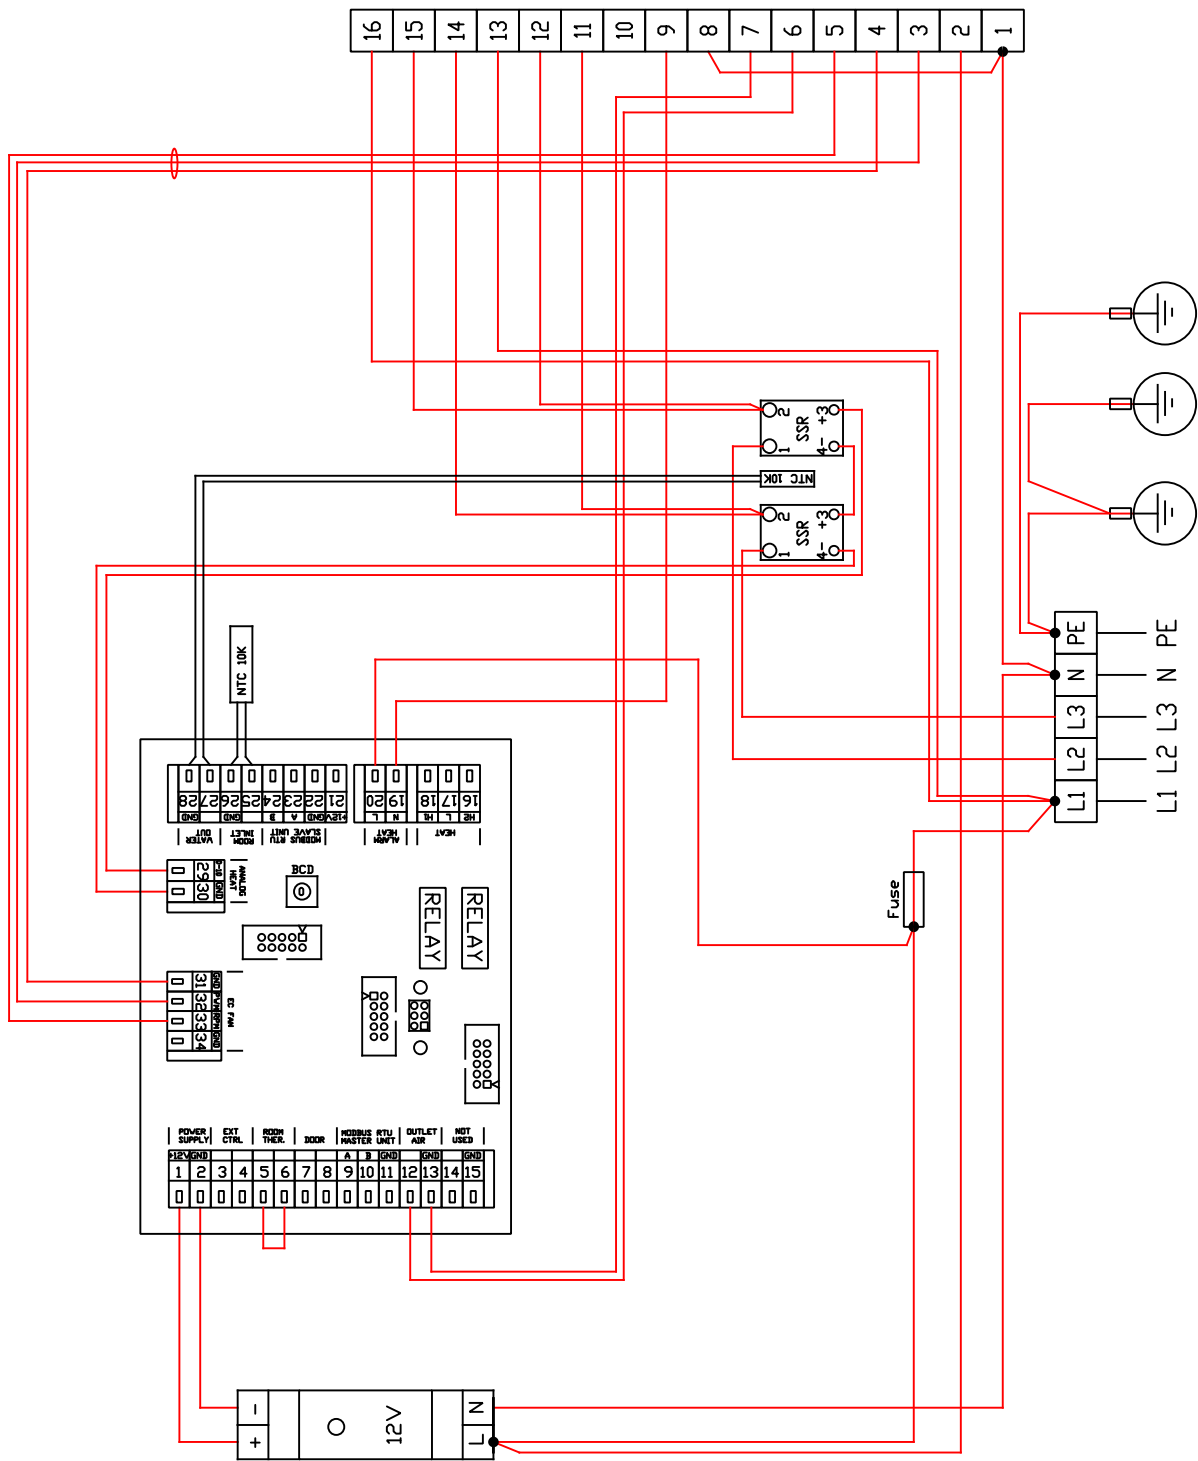 16 15 14 13 12 11 10 9 8 7 6 5 4 3 2 1
2 +3
SSR
1 4-
NTC 10K
2 +3
SSR
1 4-
PE PE
N N
L3 L3
L2 L2
L1 L1
NTC 10K
28 27 26 25 24 23 22 21 20 19 18 17 16
GND GND B A GND +12V L N H1 L H2
VATER OUT
ROOM INLET
MODBUS RTU SLAVE UNIT
ALARM HEAT
HEAT
29 0-10
30 GND
ANALOG HEAT
BCD
RELAY
RELAY
Fuse
31 GND
32 PWM
33 RPM
34 GND
EC FAN
POWER SUPPLY
EXT CTRL
ROOM THER.
DOOR
MODBUS RTU MASTER UNIT
OUTLET AIR
NOT USED
+12V GND A B GND GND GND
1 2 3 4 5 6 7 8 9 10 11 12 13 14 15
- N
12V
+ L